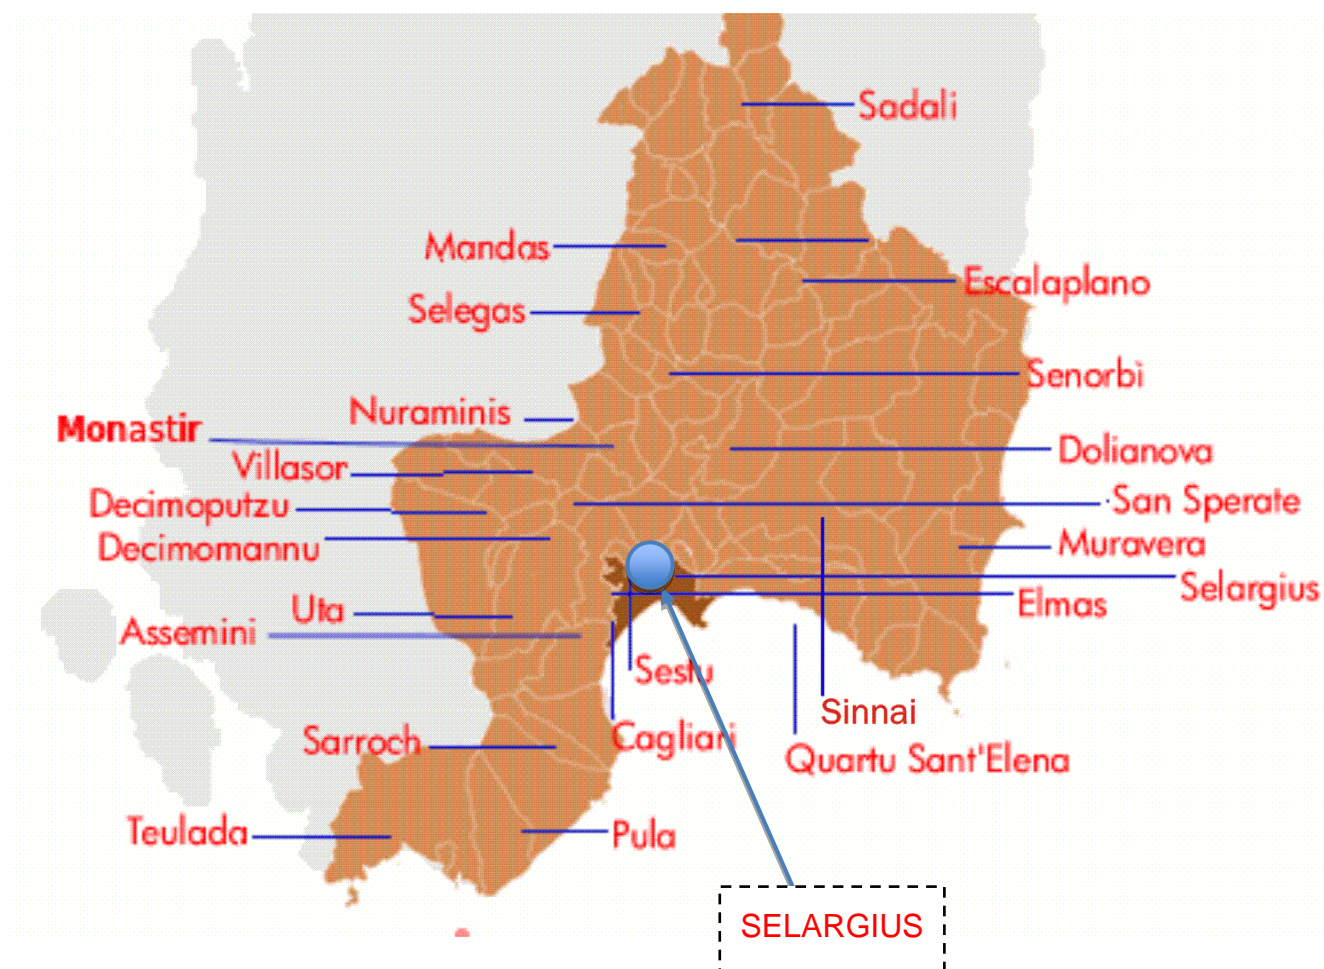 Sadali
Mandas
Escalaplano
Selegas
Senorbì
Nuraminis
Monastir
Dolianova
Villasor
San Sperate
Decimoputzu
Muravera
Decimomannu
Selargius
Elmas
Uta
Assemini
Sestu
Sinnai
Cagliari
Sarroch
Quartu Sant'Elena
Teulada
Pula
SELARGIUS